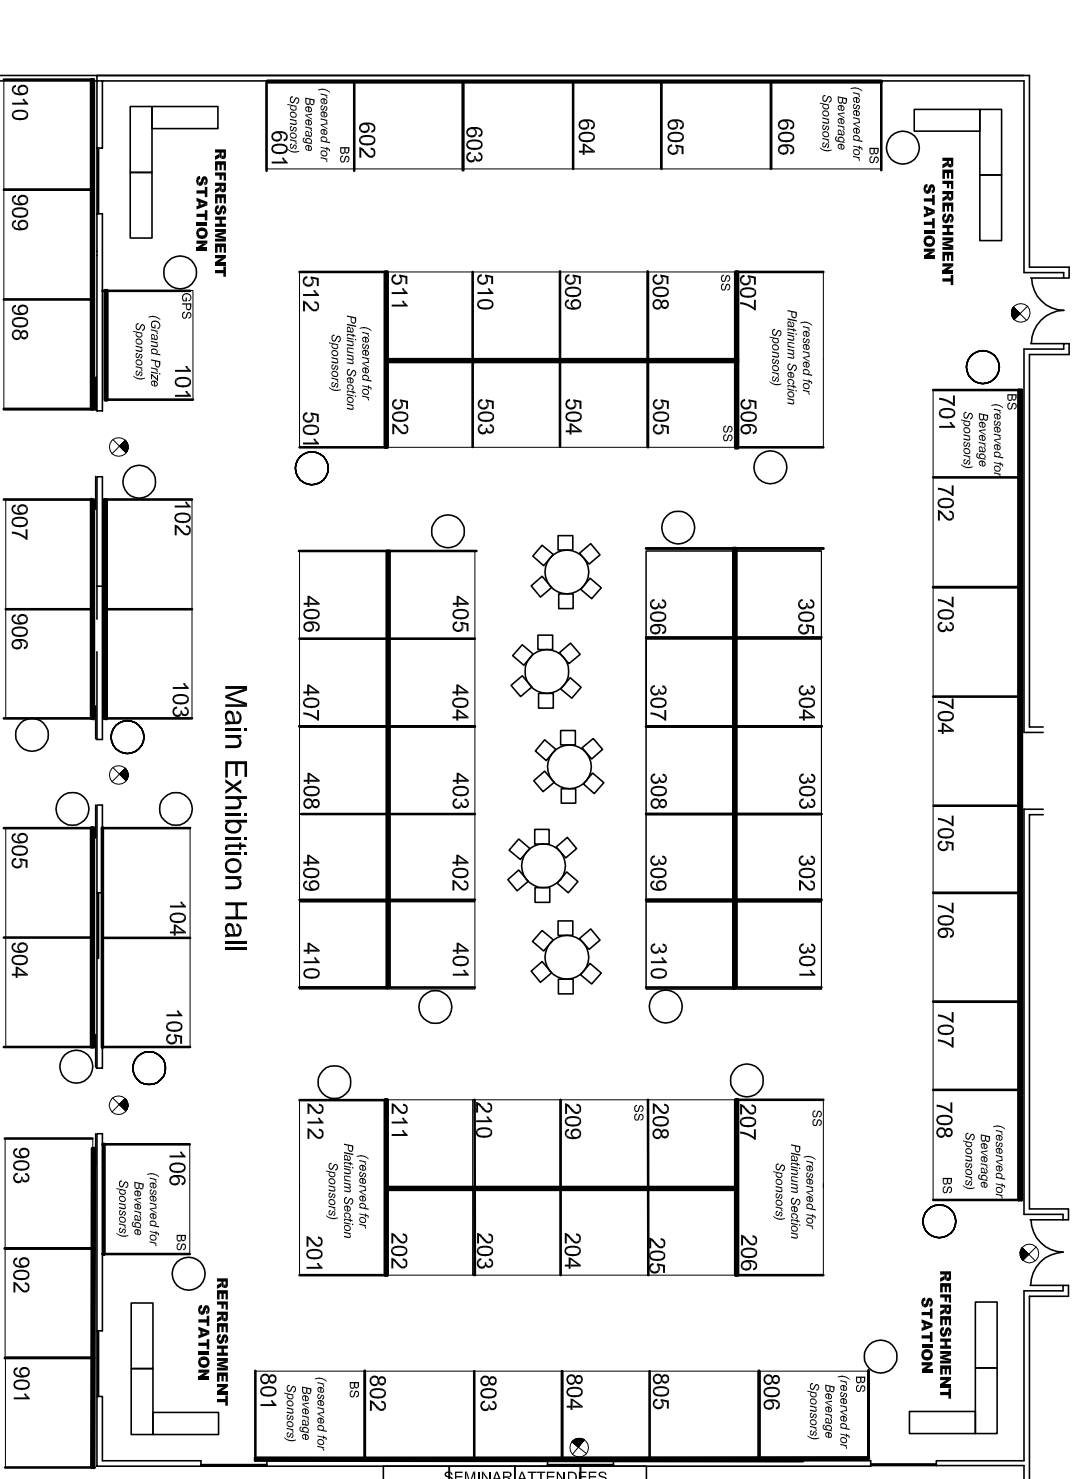 910
909
908
907
906
905
904
903
902
901
REFRESHMENT
STATION
GPS
(Grand Prize
Sponsors)
101
102
103
104
105
106
(reserved for
Beverage
Sponsors)
BS
REFRESHMENT
STATION
Main Exhibition Hall
601
(reserved for
Beverage
Sponsors)
BS
602
603
604
605
606
(reserved for
Beverage
Sponsors)
BS
REFRESHMENT
STATION
512
(reserved for
Platinum Section
Sponsors)
501
511
510
509
508
SS
507
(reserved for
Platinum Section
Sponsors)
506
502
503
504
505
SS
406
407
408
409
410
405
404
403
402
401
306
307
308
309
310
305
304
303
302
301
212
(reserved for
Platinum Section
Sponsors)
201
211
210
209
SS
208
207
SS
(reserved for
Platinum Section
Sponsors)
206
202
203
204
205
BS
701
(reserved for
Beverage
Sponsors)
702
703
704
705
706
707
708
(reserved for
Beverage
Sponsors)
BS
REFRESHMENT
STATION
801
(reserved for
Beverage
Sponsors)
BS
802
803
804
805
806
(reserved for
Beverage
Sponsors)
BS
SEMINAR ATTENDEES